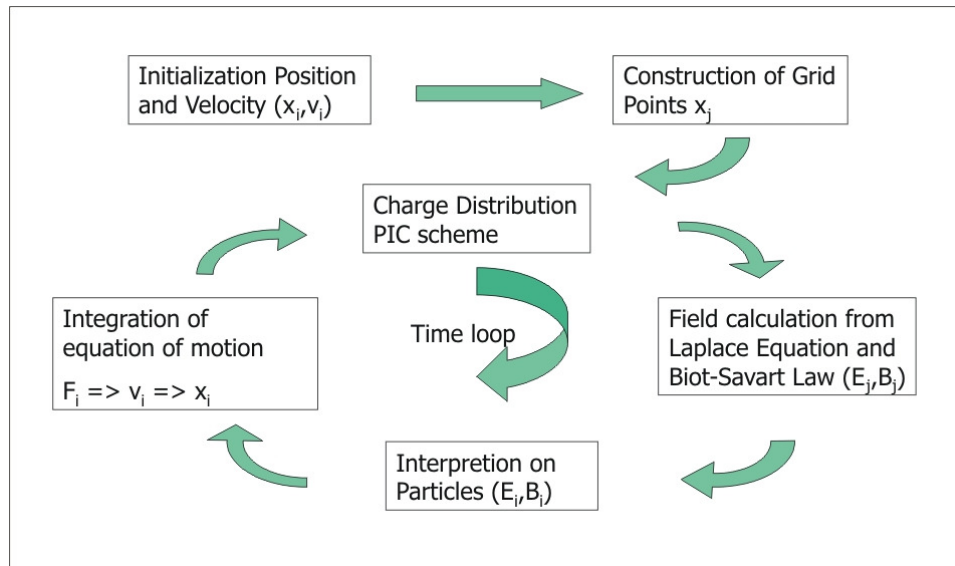 Initialization Position
and Velocity (xᵢ,vᵢ)
Construction of Grid
Points xⱼ
Charge Distribution
PIC scheme
Integration of
equation of motion
Fᵢ => vᵢ => xᵢ
Time loop
Field calculation from
Laplace Equation and
Biot-Savart Law (Eⱼ,Bⱼ)
Interpretion on
Particles (Eᵢ,Bᵢ)